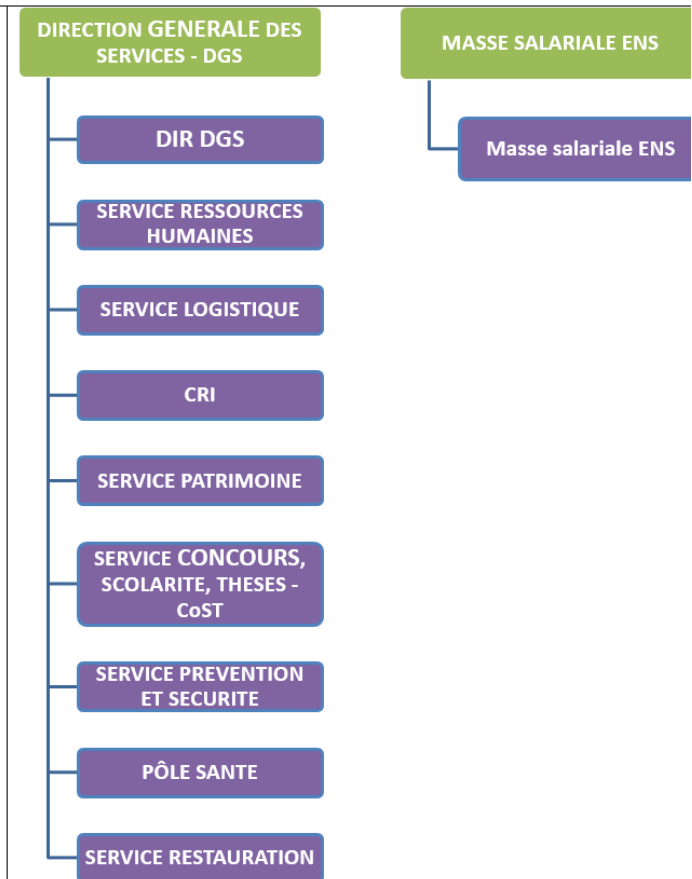 DIRECTION GENERALE DES
SERVICES - DGS
DIR DGS
SERVICE RESSOURCES
HUMAINES
SERVICE LOGISTIQUE
CRI
SERVICE PATRIMOINE
SERVICE CONCOURS,
SCOLARITE, THESES -
CoST
SERVICE PREVENTION
ET SECURITE
PÔLE SANTE
SERVICE RESTAURATION
MASSE SALARIALE ENS
Masse salariale ENS